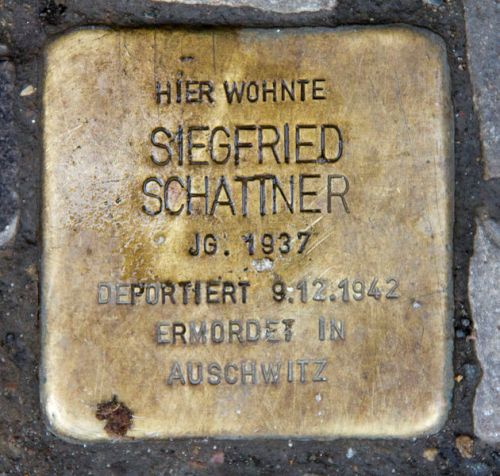 HIER WOHNTE
SIEGFRIED
SCHATTNER
JG. 1937
DEPORTIERT 9.12.1942
ERMORDET IN
AUSCHWITZ